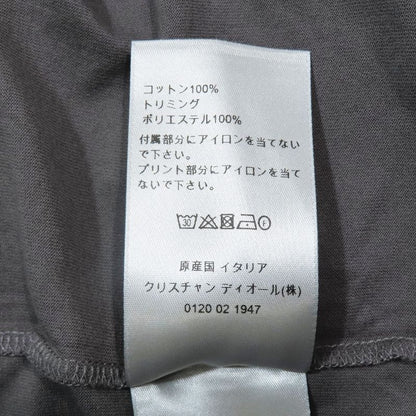 コットン100%
トリミング
ポリエステル100%
付属部分にアイロンを当てない
で下さい。
プリント部分にアイロンを当て
ないで下さい。
30 F
原産国 イタリア
クリスチャン ディオール(株)
0120 02 1947